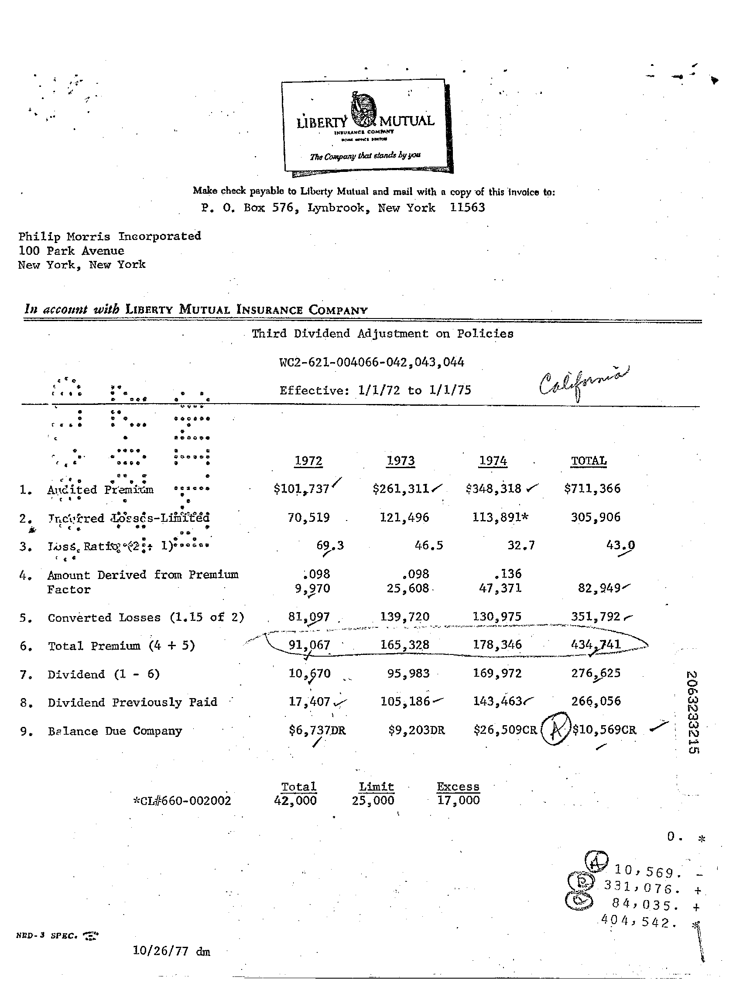 LIBERTY MUTUAL
INSURANCE COMPANY
HOME OFFICE BOSTON
The Company that stands by you
Make check payable to Liberty Mutual and mail with a copy of this invoice to:
P. O. Box 576, Lynbrook, New York 11563
Philip Morris Incorporated
100 Park Avenue
New York, New York
In account with LIBERTY MUTUAL INSURANCE COMPANY
Third Dividend Adjustment on Policies
WC2-621-004066-042,043,044
Effective: 1/1/72 to 1/1/75 California
1972 1973 1974 TOTAL
1. Audited Premium $101,737 $261,311 $348,318 $711,366
2. Incurred Losses-Limited 70,519 121,496 113,891* 305,906
3. Loss Ratio (2 ÷ 1) 69.3 46.5 32.7 43.0
4. Amount Derived from Premium .098 .098 .136
Factor 9,970 25,608 47,371 82,949
5. Converted Losses (1.15 of 2) 81,097 139,720 130,975 351,792
6. Total Premium (4 + 5) 91,067 165,328 178,346 434,741
7. Dividend (1 - 6) 10,670 95,983 169,972 276,625
8. Dividend Previously Paid 17,407 105,186 143,463 266,056
9. Balance Due Company $6,737DR $9,203DR $26,509CR A $10,569CR
2063233215
Total Limit Excess
*CL#660-002002 42,000 25,000 17,000
0. *
A 10,569. -
B 331,076. +
84,035. +
404,542. *
NRD-3 SPEC.
10/26/77 dm